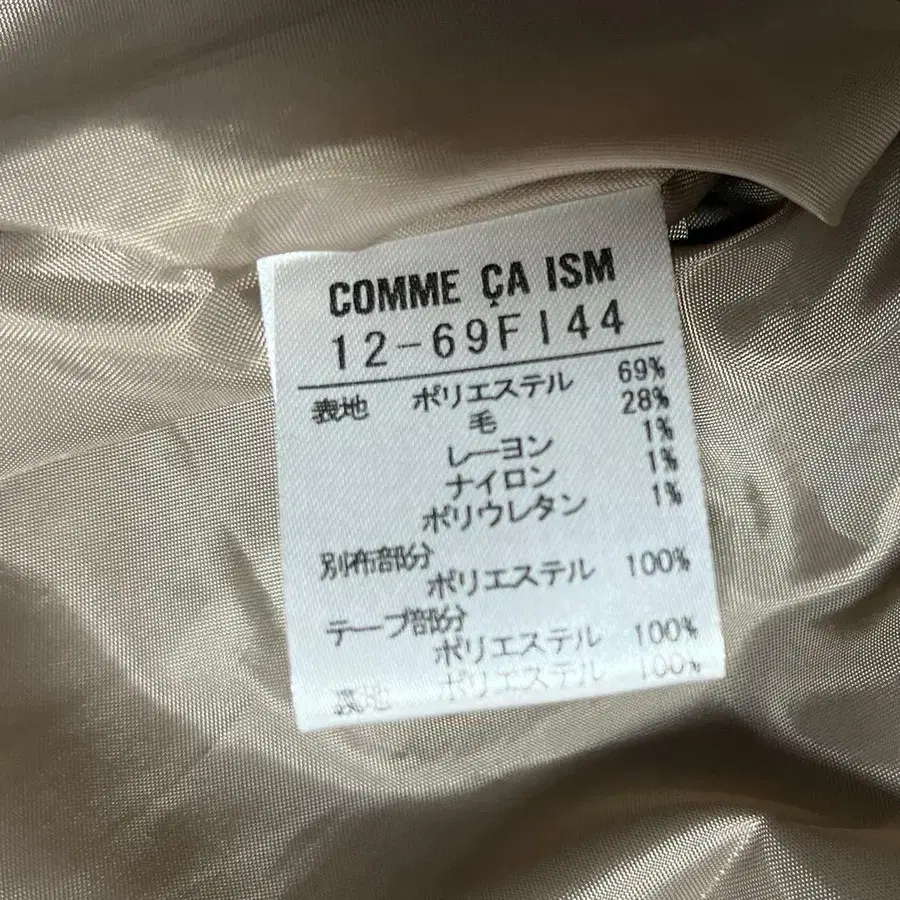 COMME ÇA ISM
12-69FI44
表地 ポリエステル 69%
毛 28%
レーヨン 1%
ナイロン 1%
ポリウレタン 1%
別布部分
ポリエステル 100%
テープ部分
ポリエステル 100%
裏地 ポリエステル 100%